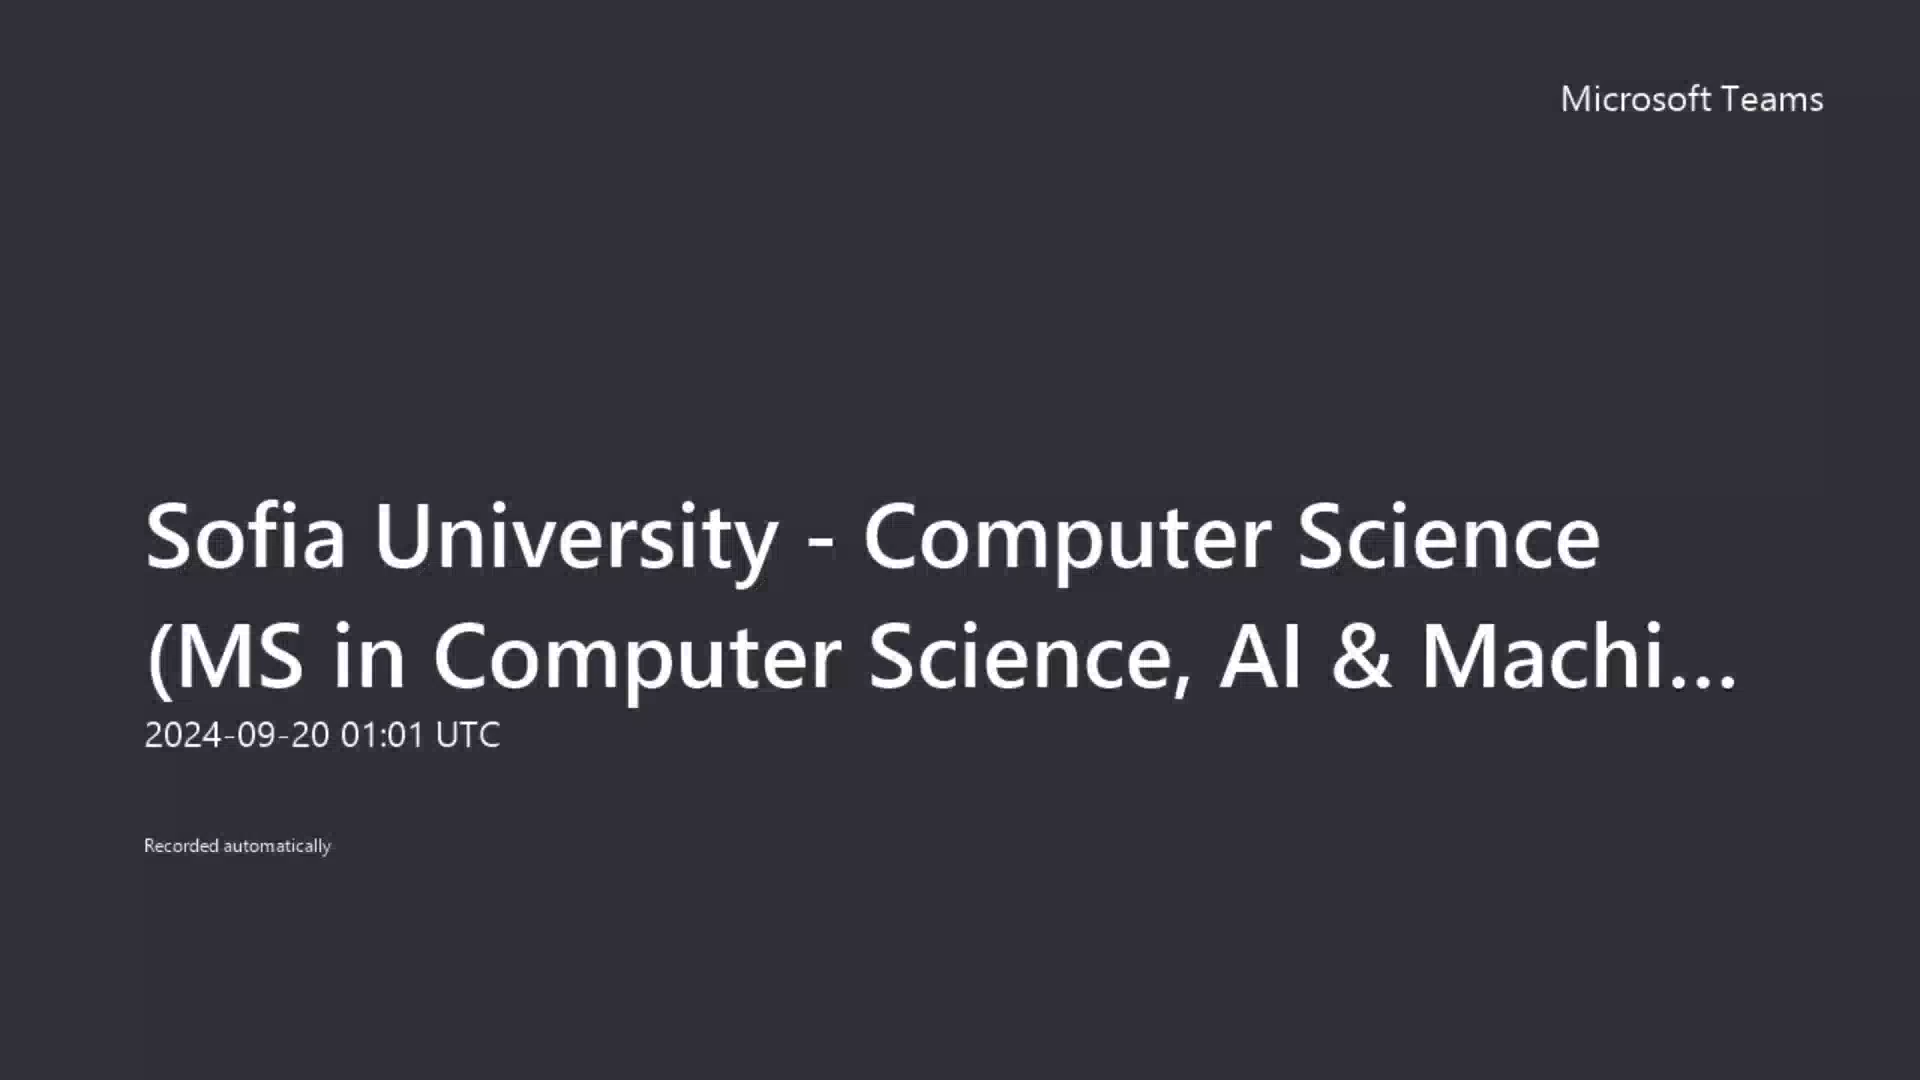 Microsoft Teams
Sofia University - Computer Science
(MS in Computer Science, AI & Machi...
2024-09-20 01:01 UTC
Recorded automatically